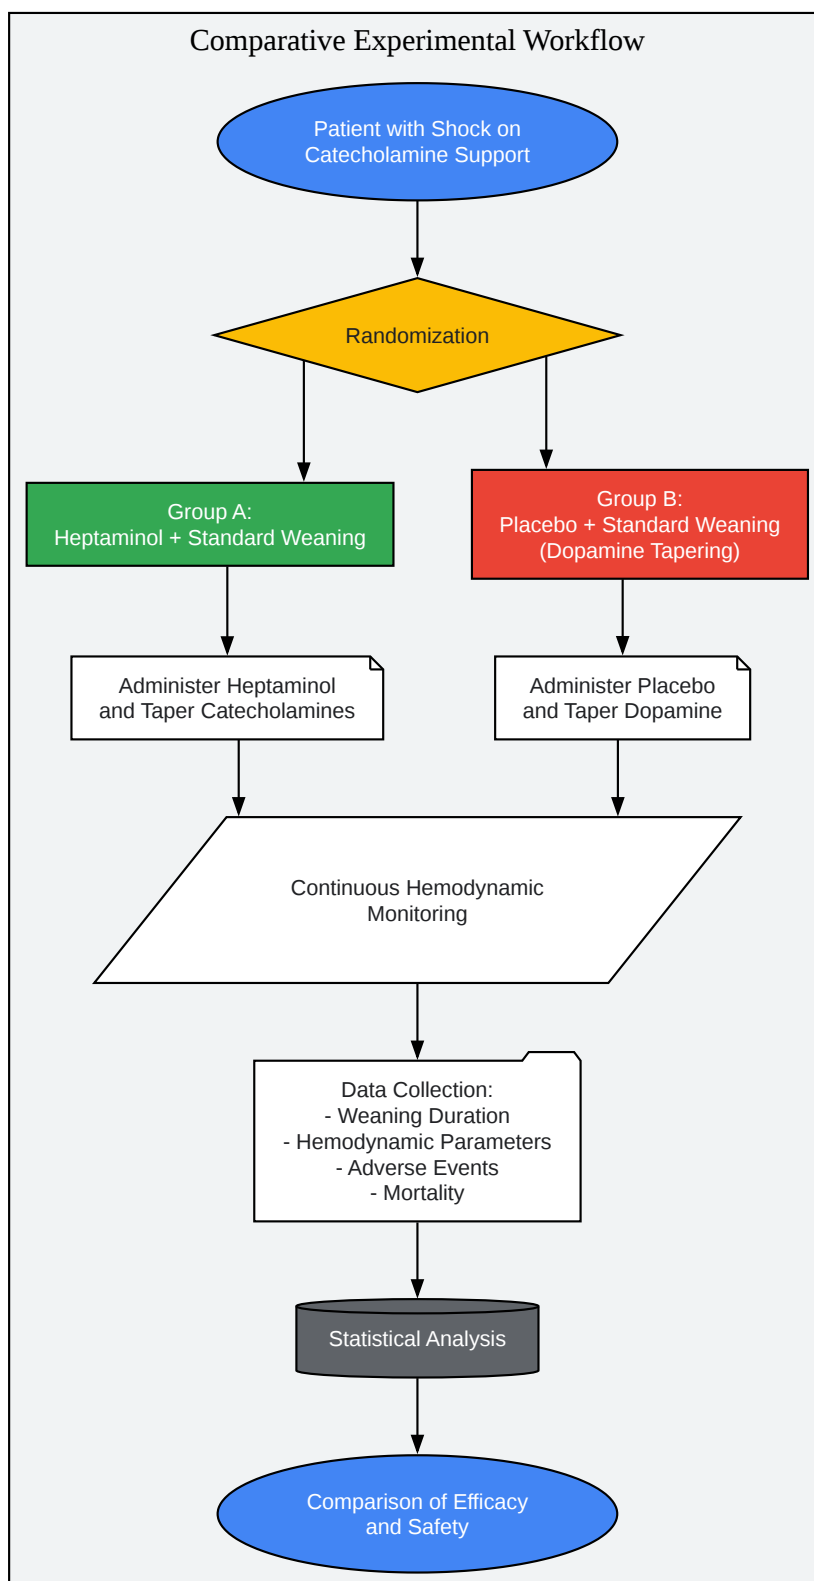 Comparative Experimental Workflow
Patient with Shock on
Catecholamine Support
Randomization
Group A:
Heptaminol + Standard Weaning
Group B:
Placebo + Standard Weaning
(Dopamine Tapering)
Administer Heptaminol
and Taper Catecholamines
Administer Placebo
and Taper Dopamine
Continuous Hemodynamic
Monitoring
Data Collection:
- Weaning Duration
- Hemodynamic Parameters
- Adverse Events
- Mortality
Statistical Analysis
Comparison of Efficacy
and Safety